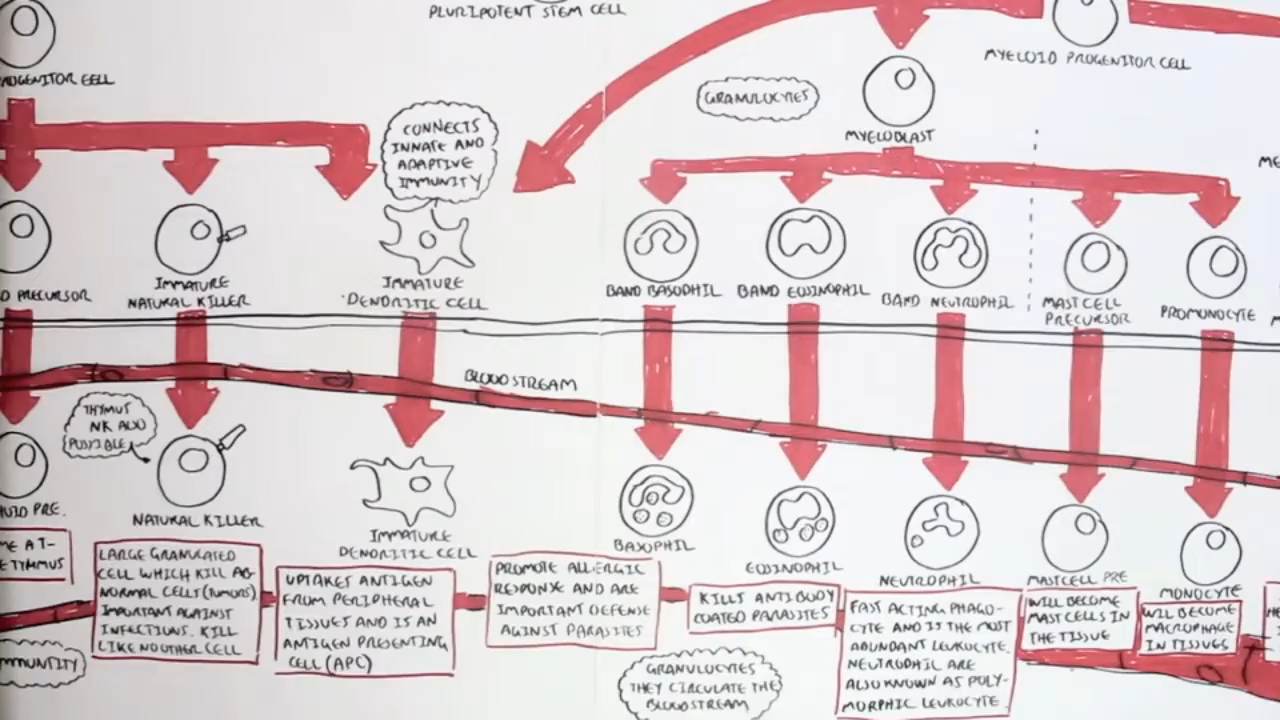 PLURIPOTENT STEM CELL
PROGENITOR CELL
MYELOID PROGENITOR CELL
GRANULOCYTES
MYELOBLAST
CONNECTS
INNATE AND
ADAPTIVE
IMMUNITY
D PRECURSOR
IMMATURE
NATURAL KILLER
IMMATURE
DENDRITIC CELL
BAND BASOPHIL
BAND EOSINOPHIL
BAND NEUTROPHIL
MAST CELL
PRECURSOR
PROMONOCYTE
BLOODSTREAM
THYMUS
NK ALSO
POSSIBLE
PRE.
NATURAL KILLER
IMMATURE
DENDRITIC CELL
BASOPHIL
EOSINOPHIL
NEUTROPHIL
MAST CELL PRE
MONOCYTE
ME A T-
TYMMUS
LARGE GRANULATED
CELL WHICH KILL AB-
NORMAL CELLS (TUMORS)
IMPORTANT AGAINST
INFECTIONS. KILL
LIKE NO OTHER CELL
UPTAKES ANTIGEN
FROM PERIPHERAL
TISSUES AND IS AN
ANTIGEN PRESENTING
CELL (APC)
PROMOTE ALLERGIC
RESPONSE AND ARE
IMPORTANT DEFENSE
AGAINST PARASITES
KILLS ANTIBODY
COATED PARASITES
FAST ACTING PHAGO-
CYTE AND IS THE MOST
ABUNDANT LEUKOCYTE.
NEUTROPHIL ARE
ALSO KNOWN AS POLY-
MORPHIC LEUKOCYTE
WILL BECOME
MAST CELLS IN
THE TISSUE
WILL BECOME
MACROPHAGE
IN TISSUES
MMUNTITY
GRANULOCYTES
THEY CIRCULATE THE
BLOODSTREAM